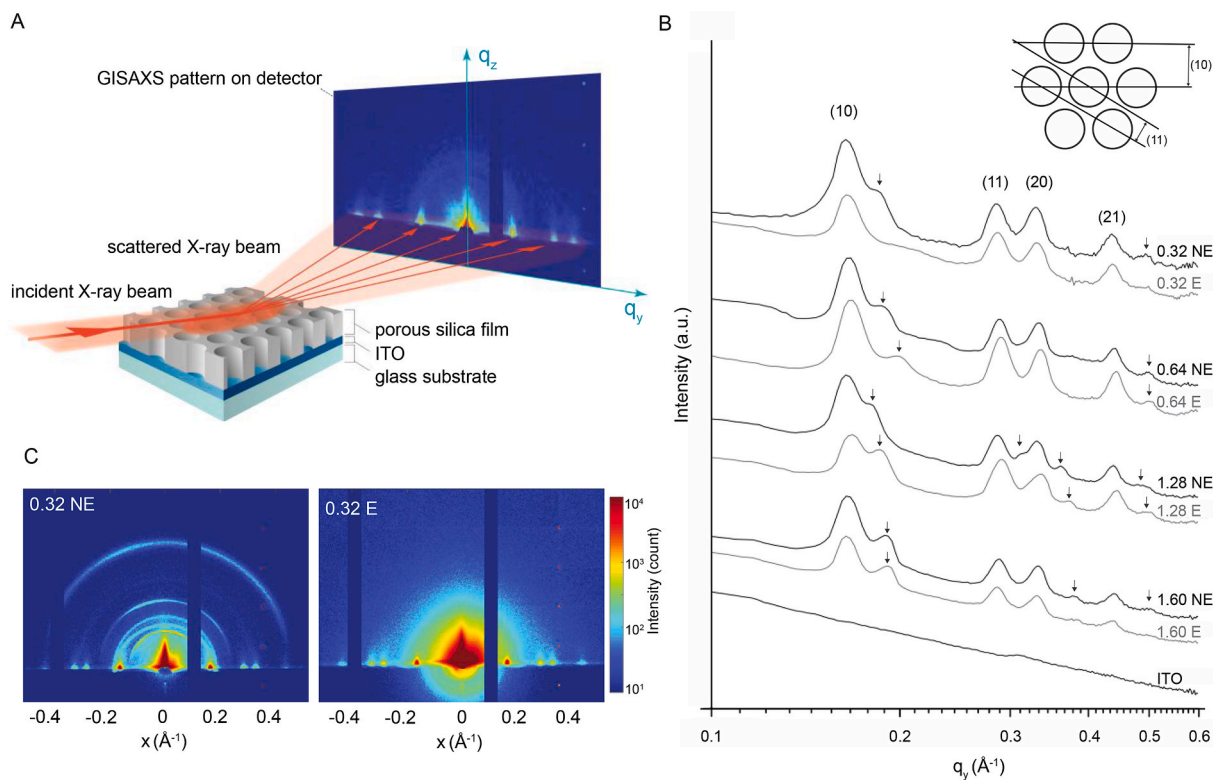 A
GISAXS pattern on detector
q_z
scattered X-ray beam
incident X-ray beam
q_y
porous silica film
ITO
glass substrate
B
(10)
(11)
(10)
(11)
(20)
(21)
0.32 NE
0.32 E
0.64 NE
0.64 E
1.28 NE
1.28 E
1.60 NE
1.60 E
ITO
Intensity (a.u.)
0.1
0.2
0.3
0.4
0.5
0.6
q_y (Å⁻¹)
C
0.32 NE
0.32 E
10⁴
10³
10²
10¹
Intensity (count)
-0.4
-0.2
0
0.2
0.4
x (Å⁻¹)
-0.4
-0.2
0
0.2
0.4
x (Å⁻¹)